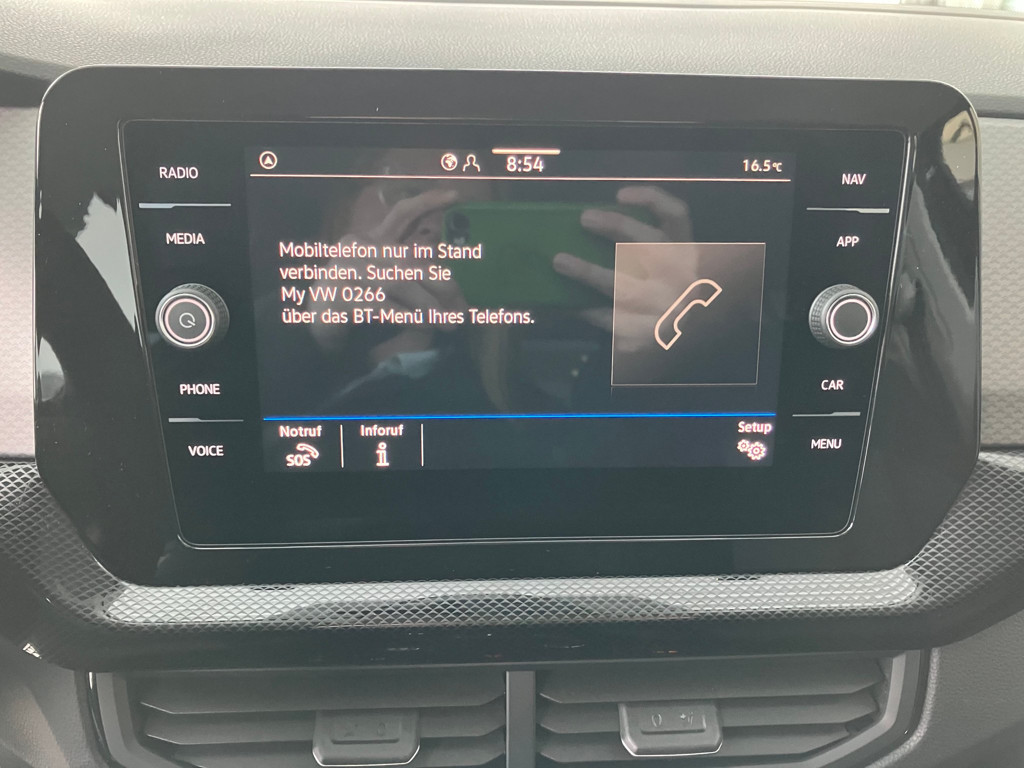 RADIO
MEDIA
PHONE
VOICE
8:54
16.5°C
Mobiltelefon nur im Stand
verbinden. Suchen Sie
My VW 0266
über das BT-Menü Ihres Telefons.
Notruf
SOS
Inforuf
i
Setup
NAV
APP
CAR
MENU